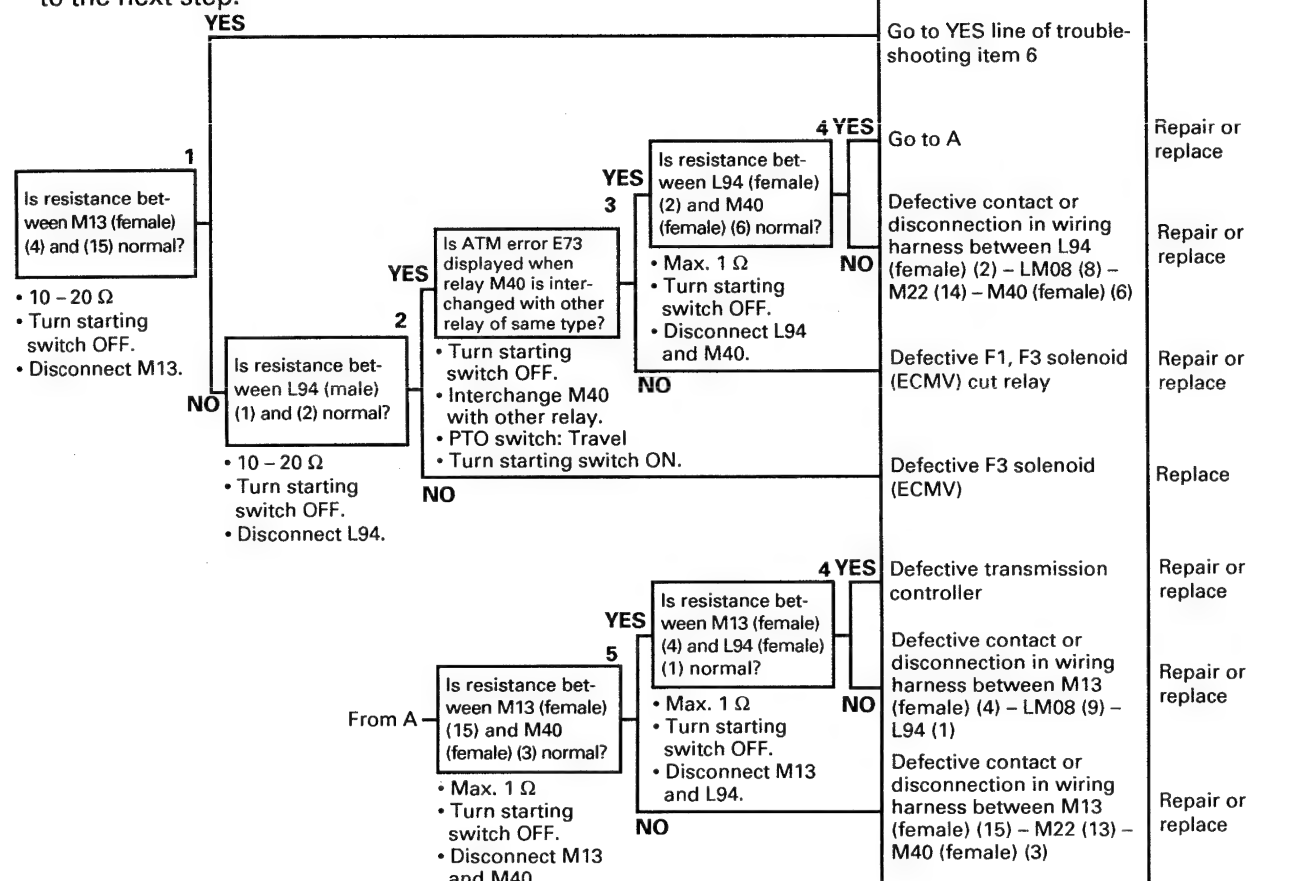 to the next step.
YES
Go to YES line of trouble-
shooting item 6
1
Is resistance bet-
ween M13 (female)
(4) and (15) normal?
• 10 – 20 Ω
• Turn starting
switch OFF.
• Disconnect M13.
NO
2
Is resistance bet-
ween L94 (male)
(1) and (2) normal?
• 10 – 20 Ω
• Turn starting
switch OFF.
• Disconnect L94.
YES
3
Is ATM error E73
displayed when
relay M40 is inter-
changed with other
relay of same type?
• Turn starting
switch OFF.
• Interchange M40
with other relay.
• PTO switch: Travel
• Turn starting switch ON.
YES
4 YES
Is resistance bet-
ween L94 (female)
(2) and M40
(female) (6) normal?
• Max. 1 Ω
• Turn starting
switch OFF.
• Disconnect L94
and M40.
Go to A
Repair or
replace
NO
Defective contact or
disconnection in wiring
harness between L94
(female) (2) – LM08 (8) –
M22 (14) – M40 (female) (6)
Repair or
replace
NO
Defective F1, F3 solenoid
(ECMV) cut relay
Repair or
replace
NO
Defective F3 solenoid
(ECMV)
Replace
From A
5
Is resistance bet-
ween M13 (female)
(15) and M40
(female) (3) normal?
• Max. 1 Ω
• Turn starting
switch OFF.
• Disconnect M13
and M40.
YES
4 YES
Is resistance bet-
ween M13 (female)
(4) and L94 (female)
(1) normal?
• Max. 1 Ω
• Turn starting
switch OFF.
• Disconnect M13
and L94.
Defective transmission
controller
Repair or
replace
NO
Defective contact or
disconnection in wiring
harness between M13
(female) (4) – LM08 (9) –
L94 (1)
Repair or
replace
NO
Defective contact or
disconnection in wiring
harness between M13
(female) (15) – M22 (13) –
M40 (female) (3)
Repair or
replace